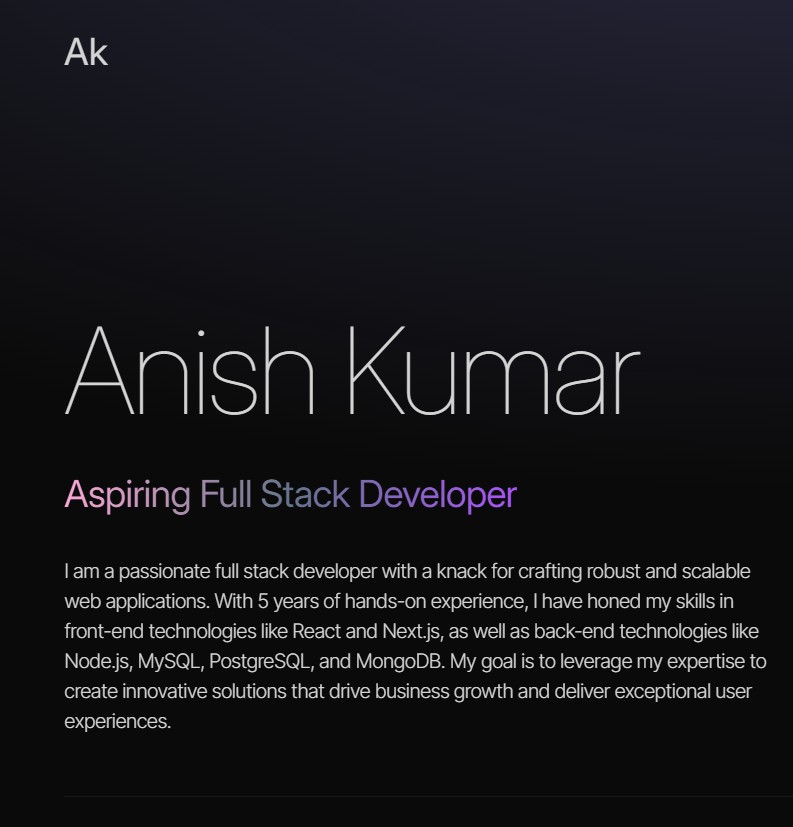 Ak
Anish Kumar
Aspiring Full Stack Developer
I am a passionate full stack developer with a knack for crafting robust and scalable
web applications. With 5 years of hands-on experience, I have honed my skills in
front-end technologies like React and Next.js, as well as back-end technologies like
Node.js, MySQL, PostgreSQL, and MongoDB. My goal is to leverage my expertise to
create innovative solutions that drive business growth and deliver exceptional user
experiences.